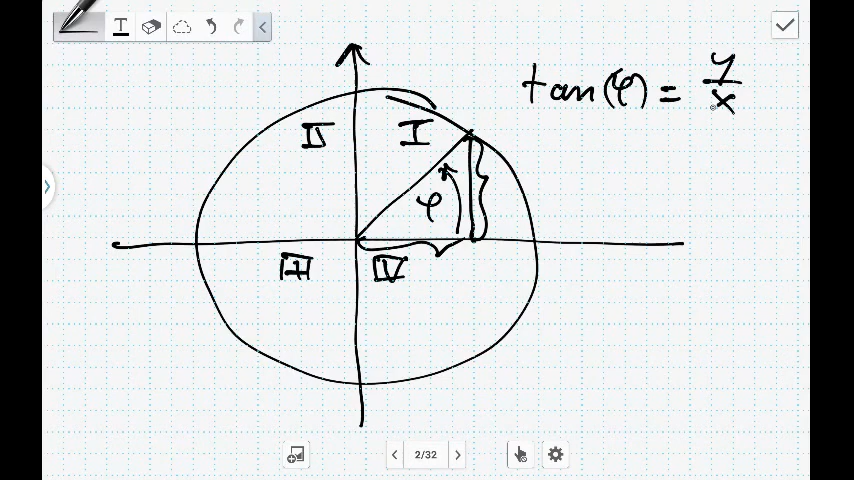 T
tan(φ) = y/x
II
I
φ
III
IV
2/32